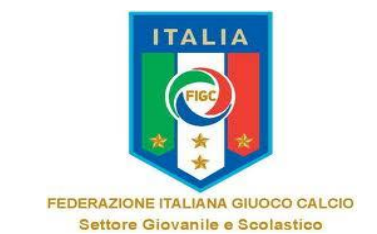 ITALIA
FIGC
FEDERAZIONE ITALIANA GIUOCO CALCIO
Settore Giovanile e Scolastico